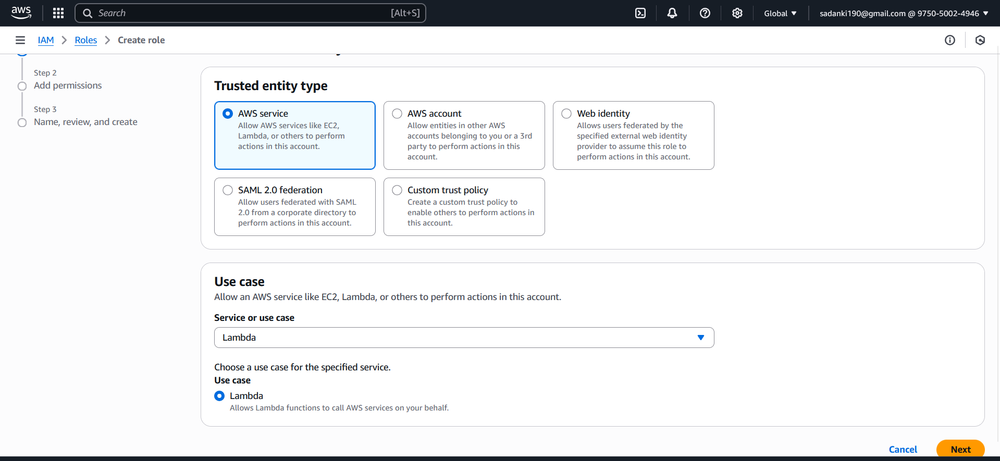 aws
Search
[Alt+S]
Global
sadanki190@gmail.com @ 9750-5002-4946
IAM
Roles
Create role
Step 2
Add permissions
Step 3
Name, review, and create
Trusted entity type
AWS service
Allow AWS services like EC2,
Lambda, or others to perform
actions in this account.
AWS account
Allow entities in other AWS
accounts belonging to you or a 3rd
party to perform actions in this
account.
Web identity
Allows users federated by the
specified external web identity
provider to assume this role to
perform actions in this account.
SAML 2.0 federation
Allow users federated with SAML
2.0 from a corporate directory to
perform actions in this account.
Custom trust policy
Create a custom trust policy to
enable others to perform actions in
this account.
Use case
Allow an AWS service like EC2, Lambda, or others to perform actions in this account.
Service or use case
Lambda
Choose a use case for the specified service.
Use case
Lambda
Allows Lambda functions to call AWS services on your behalf.
Cancel
Next